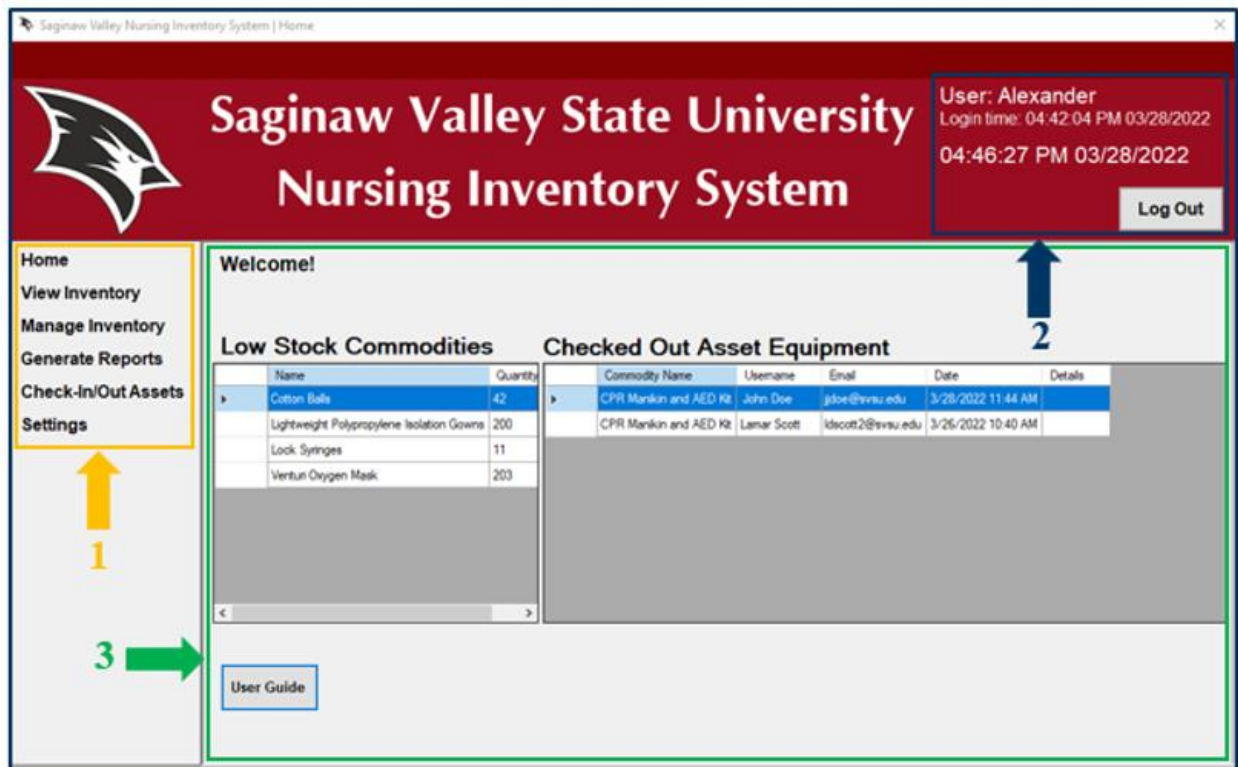 Saginaw Valley Nursing Inventory System | Home
Saginaw Valley State University
Nursing Inventory System
User: Alexander
Login time: 04:42:04 PM 03/28/2022
04:46:27 PM 03/28/2022
Log Out
Home
View Inventory
Manage Inventory
Generate Reports
Check-In/Out Assets
Settings
1
2
3
Welcome!
Low Stock Commodities
Name Quantity
Cotton Balls 42
Lightweight Polypropylene Isolation Gowns 200
Lock Syringes 11
Venturi Oxygen Mask 203
Checked Out Asset Equipment
Commodity Name Username Email Date Details
CPR Manikin and AED Kit John Doe jjdoe@svsu.edu 3/28/2022 11:44 AM
CPR Manikin and AED Kit Lamar Scott ldscott2@svsu.edu 3/26/2022 10:40 AM
User Guide